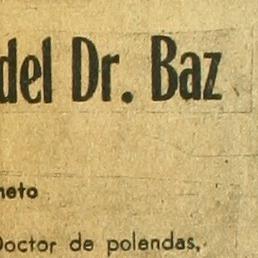 del Dr. Baz
neto
Doctor de polendas,